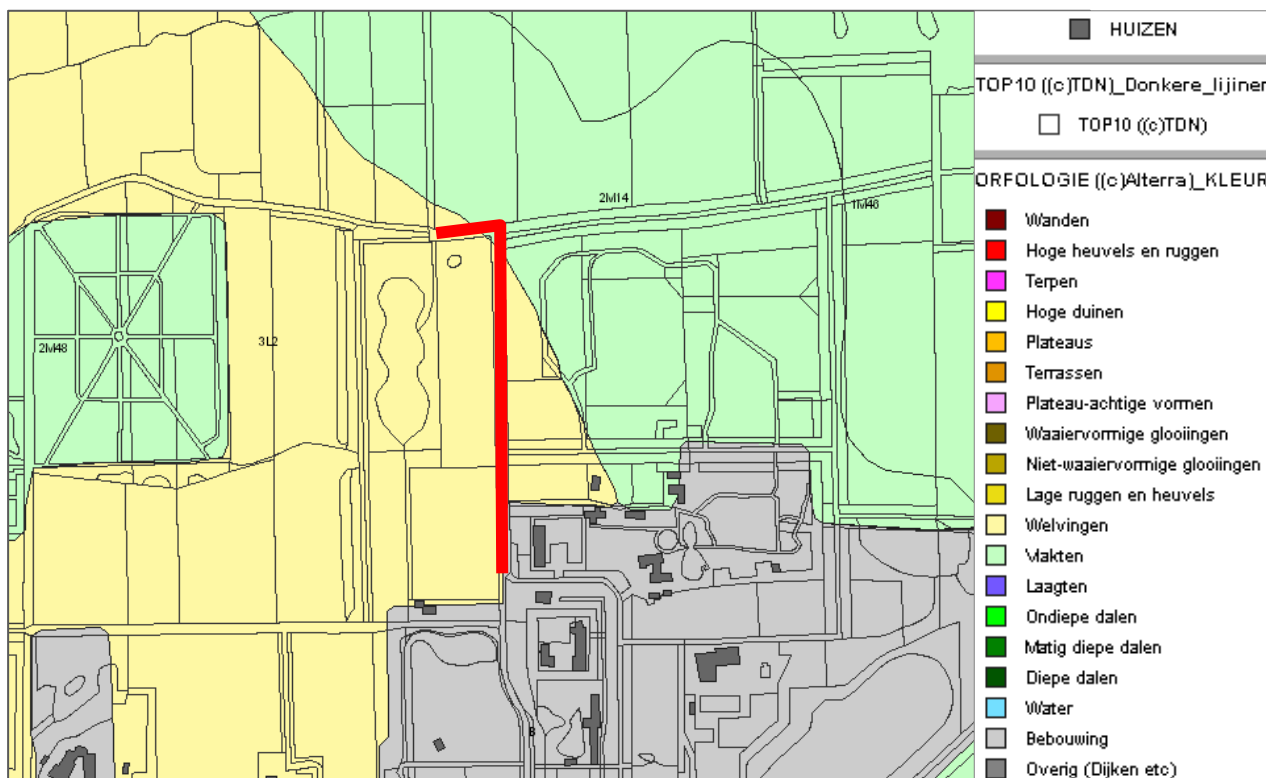 HUIZEN
TOP10 ((c)TDN)_Donkere_lijinen
TOP10 ((c)TDN)
ORFOLOGIE ((c)Alterra)_KLEUR
Wanden
Hoge heuvels en ruggen
Terpen
Hoge duinen
Plateaus
Terrassen
Plateau-achtige vormen
Waaiervormige glooiingen
Niet-waaiervormige glooiingen
Lage ruggen en heuvels
Welvingen
Vlakten
Laagten
Ondiepe dalen
Matig diepe dalen
Diepe dalen
Water
Bebouwing
Overig (Dijken etc)
2M14
1M46
2M48
3L2
B